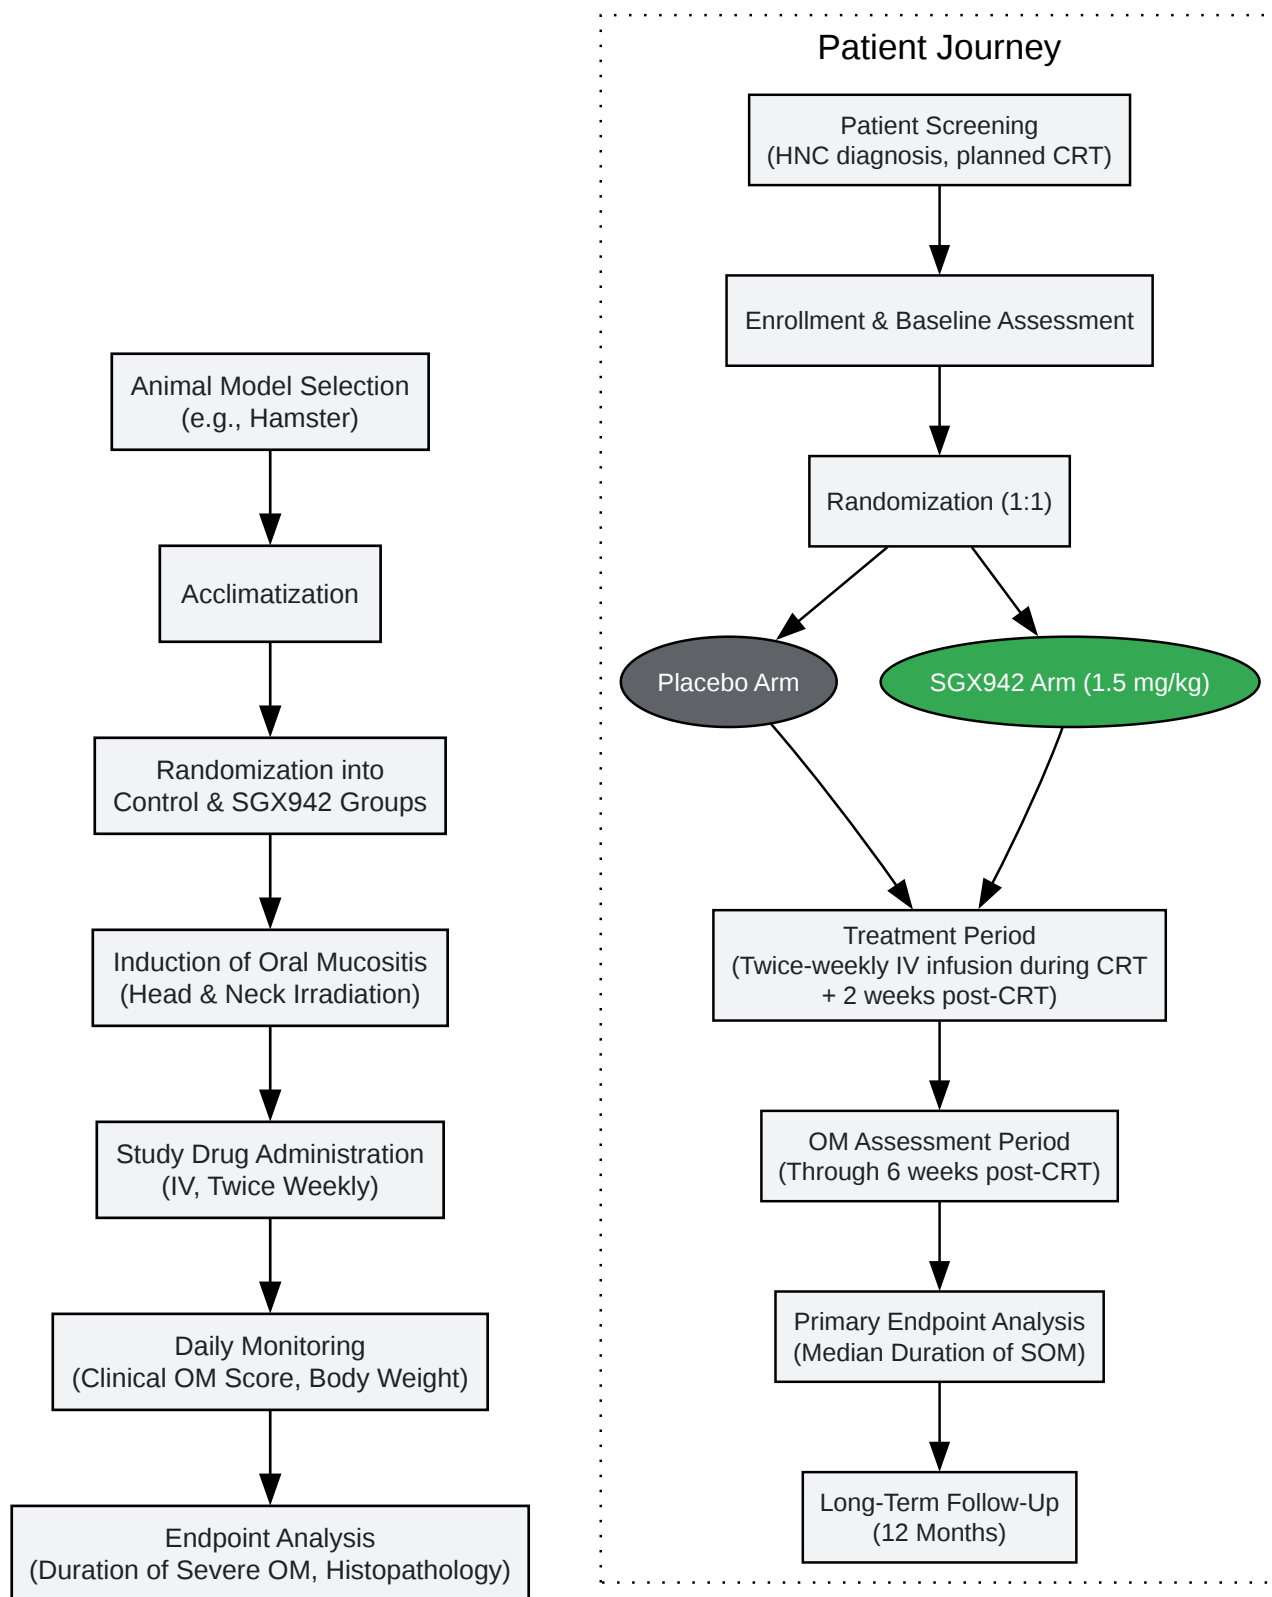 Animal Model Selection
(e.g., Hamster)
Acclimatization
Randomization into
Control & SGX942 Groups
Induction of Oral Mucositis
(Head & Neck Irradiation)
Study Drug Administration
(IV, Twice Weekly)
Daily Monitoring
(Clinical OM Score, Body Weight)
Endpoint Analysis
(Duration of Severe OM, Histopathology)
Patient Journey
Patient Screening
(HNC diagnosis, planned CRT)
Enrollment & Baseline Assessment
Randomization (1:1)
Placebo Arm
SGX942 Arm (1.5 mg/kg)
Treatment Period
(Twice-weekly IV infusion during CRT
+ 2 weeks post-CRT)
OM Assessment Period
(Through 6 weeks post-CRT)
Primary Endpoint Analysis
(Median Duration of SOM)
Long-Term Follow-Up
(12 Months)